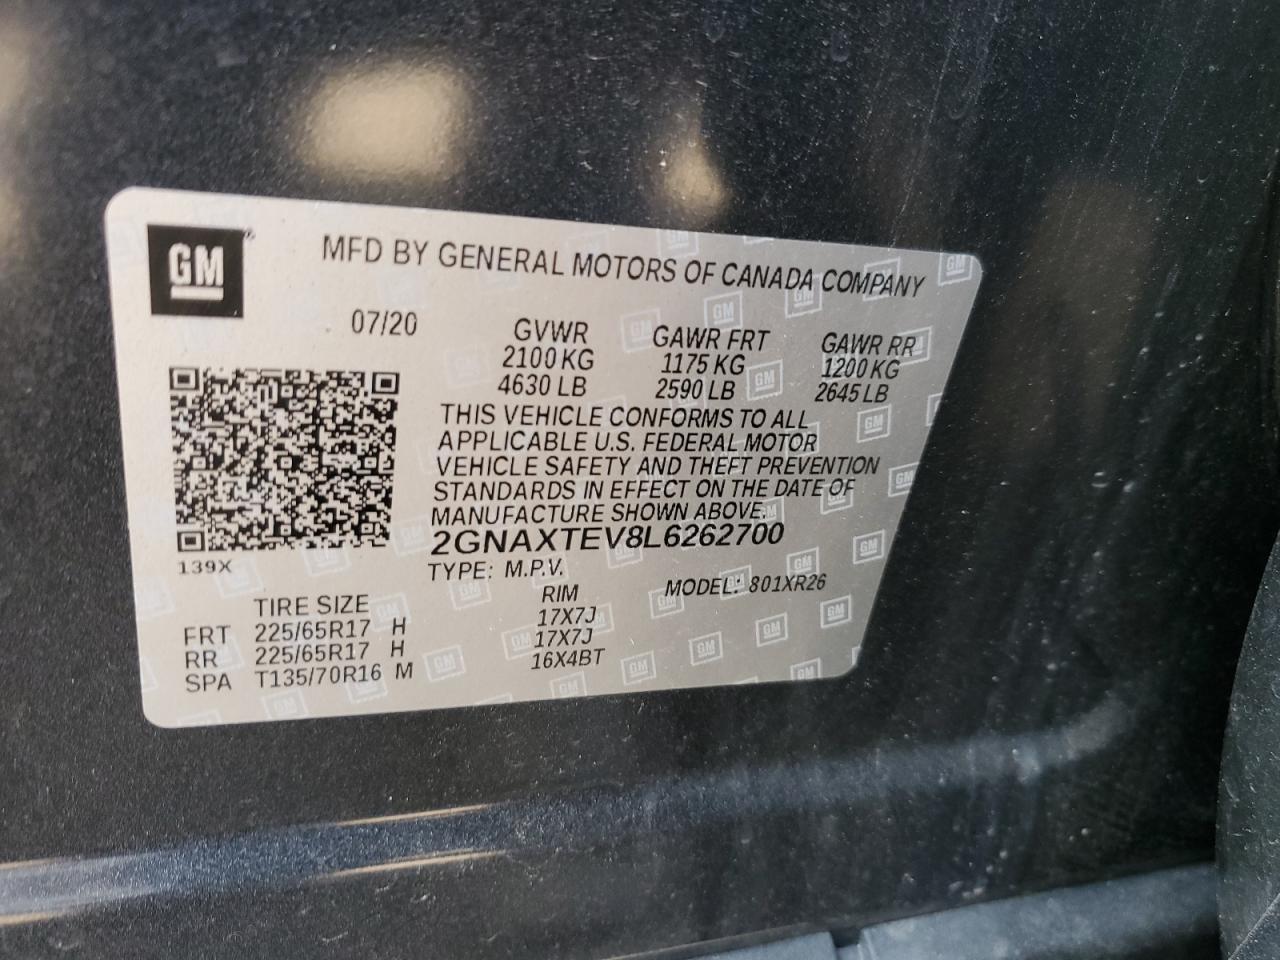 GM
MFD BY GENERAL MOTORS OF CANADA COMPANY
07/20
GVWR GAWR FRT GAWR RR
2100 KG 1175 KG 1200 KG
4630 LB 2590 LB 2645 LB
THIS VEHICLE CONFORMS TO ALL
APPLICABLE U.S. FEDERAL MOTOR
VEHICLE SAFETY AND THEFT PREVENTION
STANDARDS IN EFFECT ON THE DATE OF
MANUFACTURE SHOWN ABOVE.
2GNAXTEV8L6262700
139X
TYPE: M.P.V. MODEL: 801XR26
TIRE SIZE RIM
FRT 225/65R17 H 17X7J
RR 225/65R17 H 17X7J
SPA T135/70R16 M 16X4BT